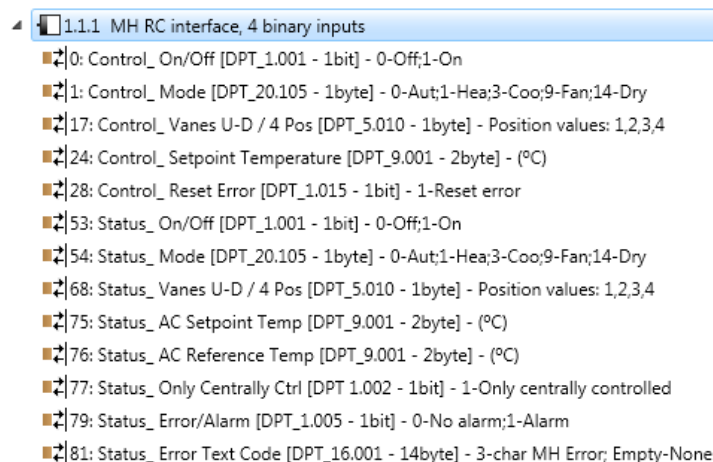 1.1.1 MH RC interface, 4 binary inputs
0: Control_ On/Off [DPT_1.001 - 1bit] - 0-Off;1-On
1: Control_ Mode [DPT_20.105 - 1byte] - 0-Aut;1-Hea;3-Coo;9-Fan;14-Dry
17: Control_ Vanes U-D / 4 Pos [DPT_5.010 - 1byte] - Position values: 1,2,3,4
24: Control_ Setpoint Temperature [DPT_9.001 - 2byte] - (ºC)
28: Control_ Reset Error [DPT_1.015 - 1bit] - 1-Reset error
53: Status_ On/Off [DPT_1.001 - 1bit] - 0-Off;1-On
54: Status_ Mode [DPT_20.105 - 1byte] - 0-Aut;1-Hea;3-Coo;9-Fan;14-Dry
68: Status_ Vanes U-D / 4 Pos [DPT_5.010 - 1byte] - Position values: 1,2,3,4
75: Status_ AC Setpoint Temp [DPT_9.001 - 2byte] - (ºC)
76: Status_ AC Reference Temp [DPT_9.001 - 2byte] - (ºC)
77: Status_ Only Centrally Ctrl [DPT 1.002 - 1bit] - 1-Only centrally controlled
79: Status_ Error/Alarm [DPT_1.005 - 1bit] - 0-No alarm;1-Alarm
81: Status_ Error Text Code [DPT_16.001 - 14byte] - 3-char MH Error; Empty-None